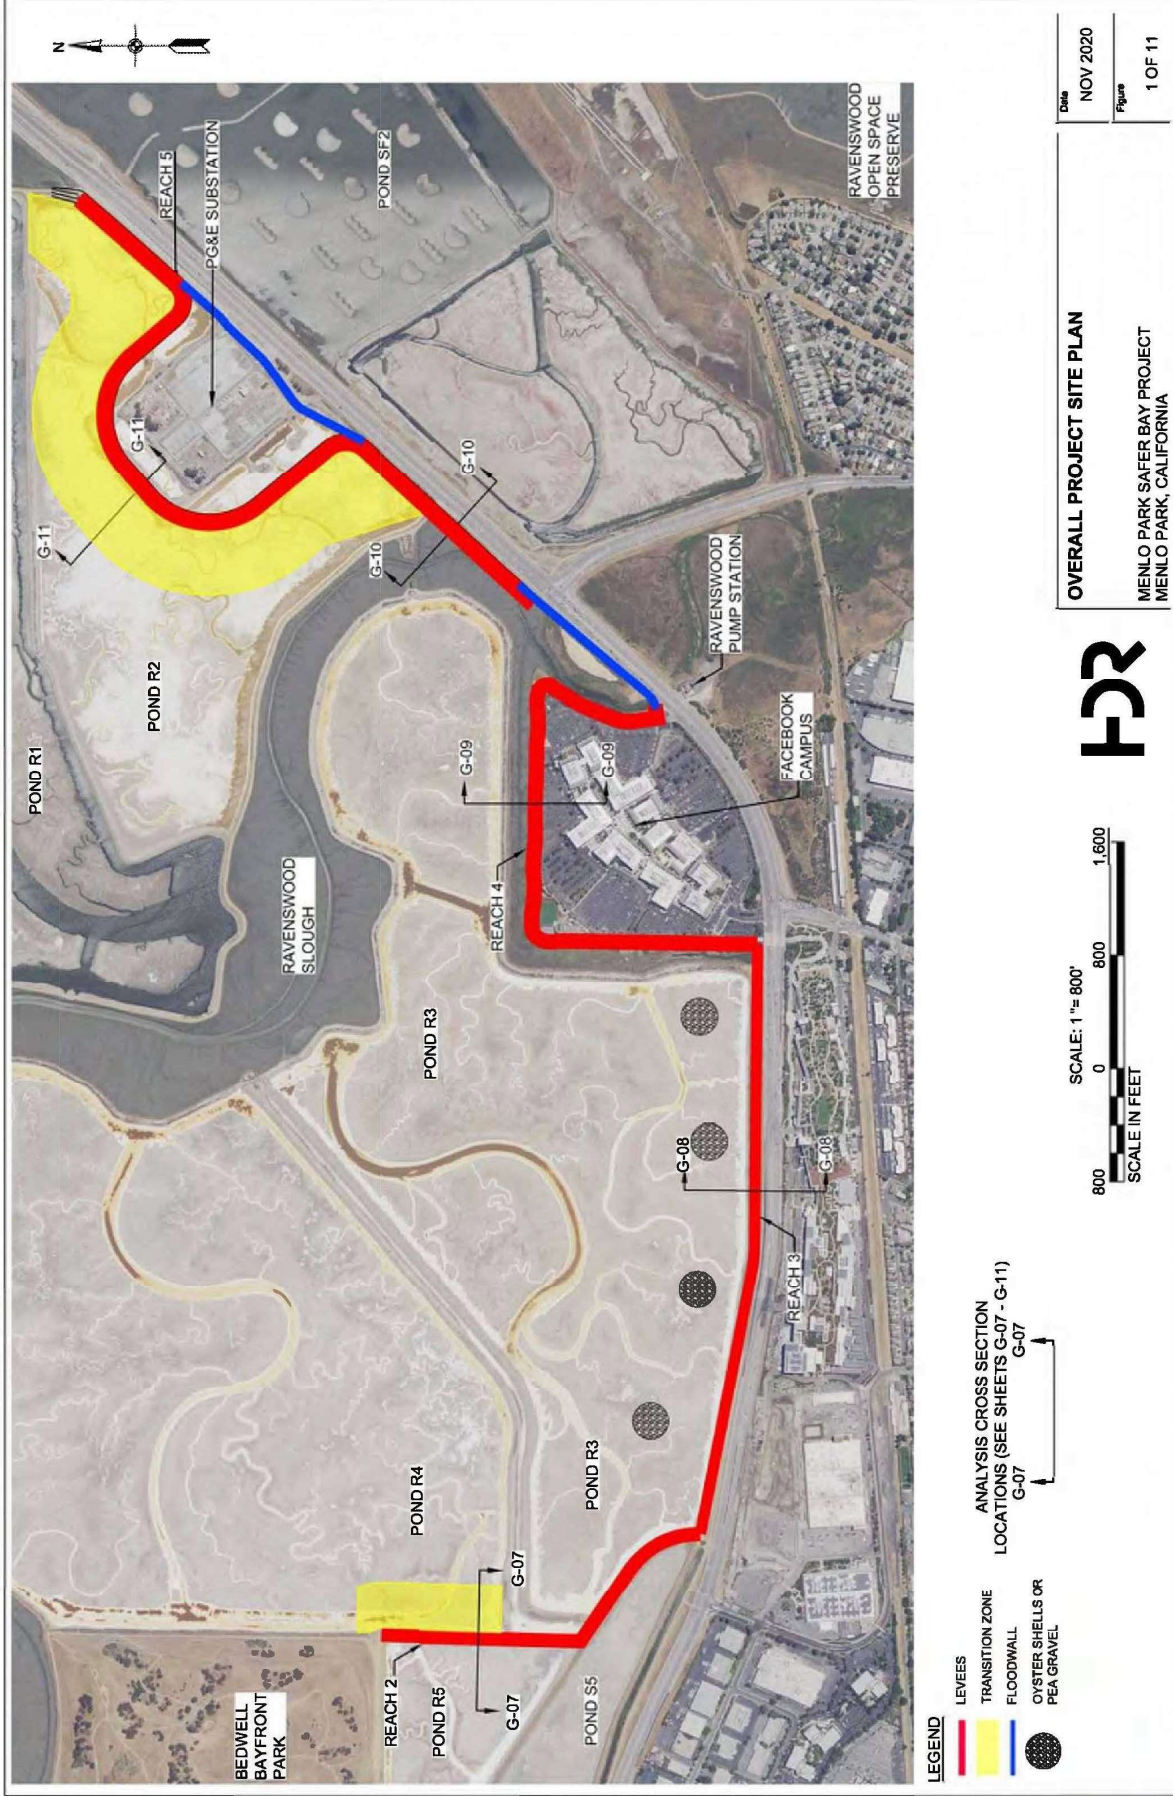 N
BEDWELL
BAYFRONT
PARK
REACH 2
POND R5
G-07
G-07
POND S5
POND R4
POND R3
POND R3
RAVENSWOOD
SLOUGH
POND R1
POND R2
G-11
G-11
REACH 5
PG&E SUBSTATION
POND SF2
RAVENSWOOD
OPEN SPACE
PRESERVE
G-10
G-10
RAVENSWOOD
PUMP STATION
G-09
G-09
FACEBOOK
CAMPUS
REACH 4
G-08
G-08
REACH 3
LEGEND
LEVEES
TRANSITION ZONE
FLOODWALL
OYSTER SHELLS OR
PEA GRAVEL
ANALYSIS CROSS SECTION
LOCATIONS (SEE SHEETS G-07 - G-11)
G-07
G-07
SCALE: 1 "= 800'
800
0
800
1,600
SCALE IN FEET
HDR
OVERALL PROJECT SITE PLAN
MENLO PARK SAFER BAY PROJECT
MENLO PARK, CALIFORNIA
Date
NOV 2020
Figure
1 OF 11